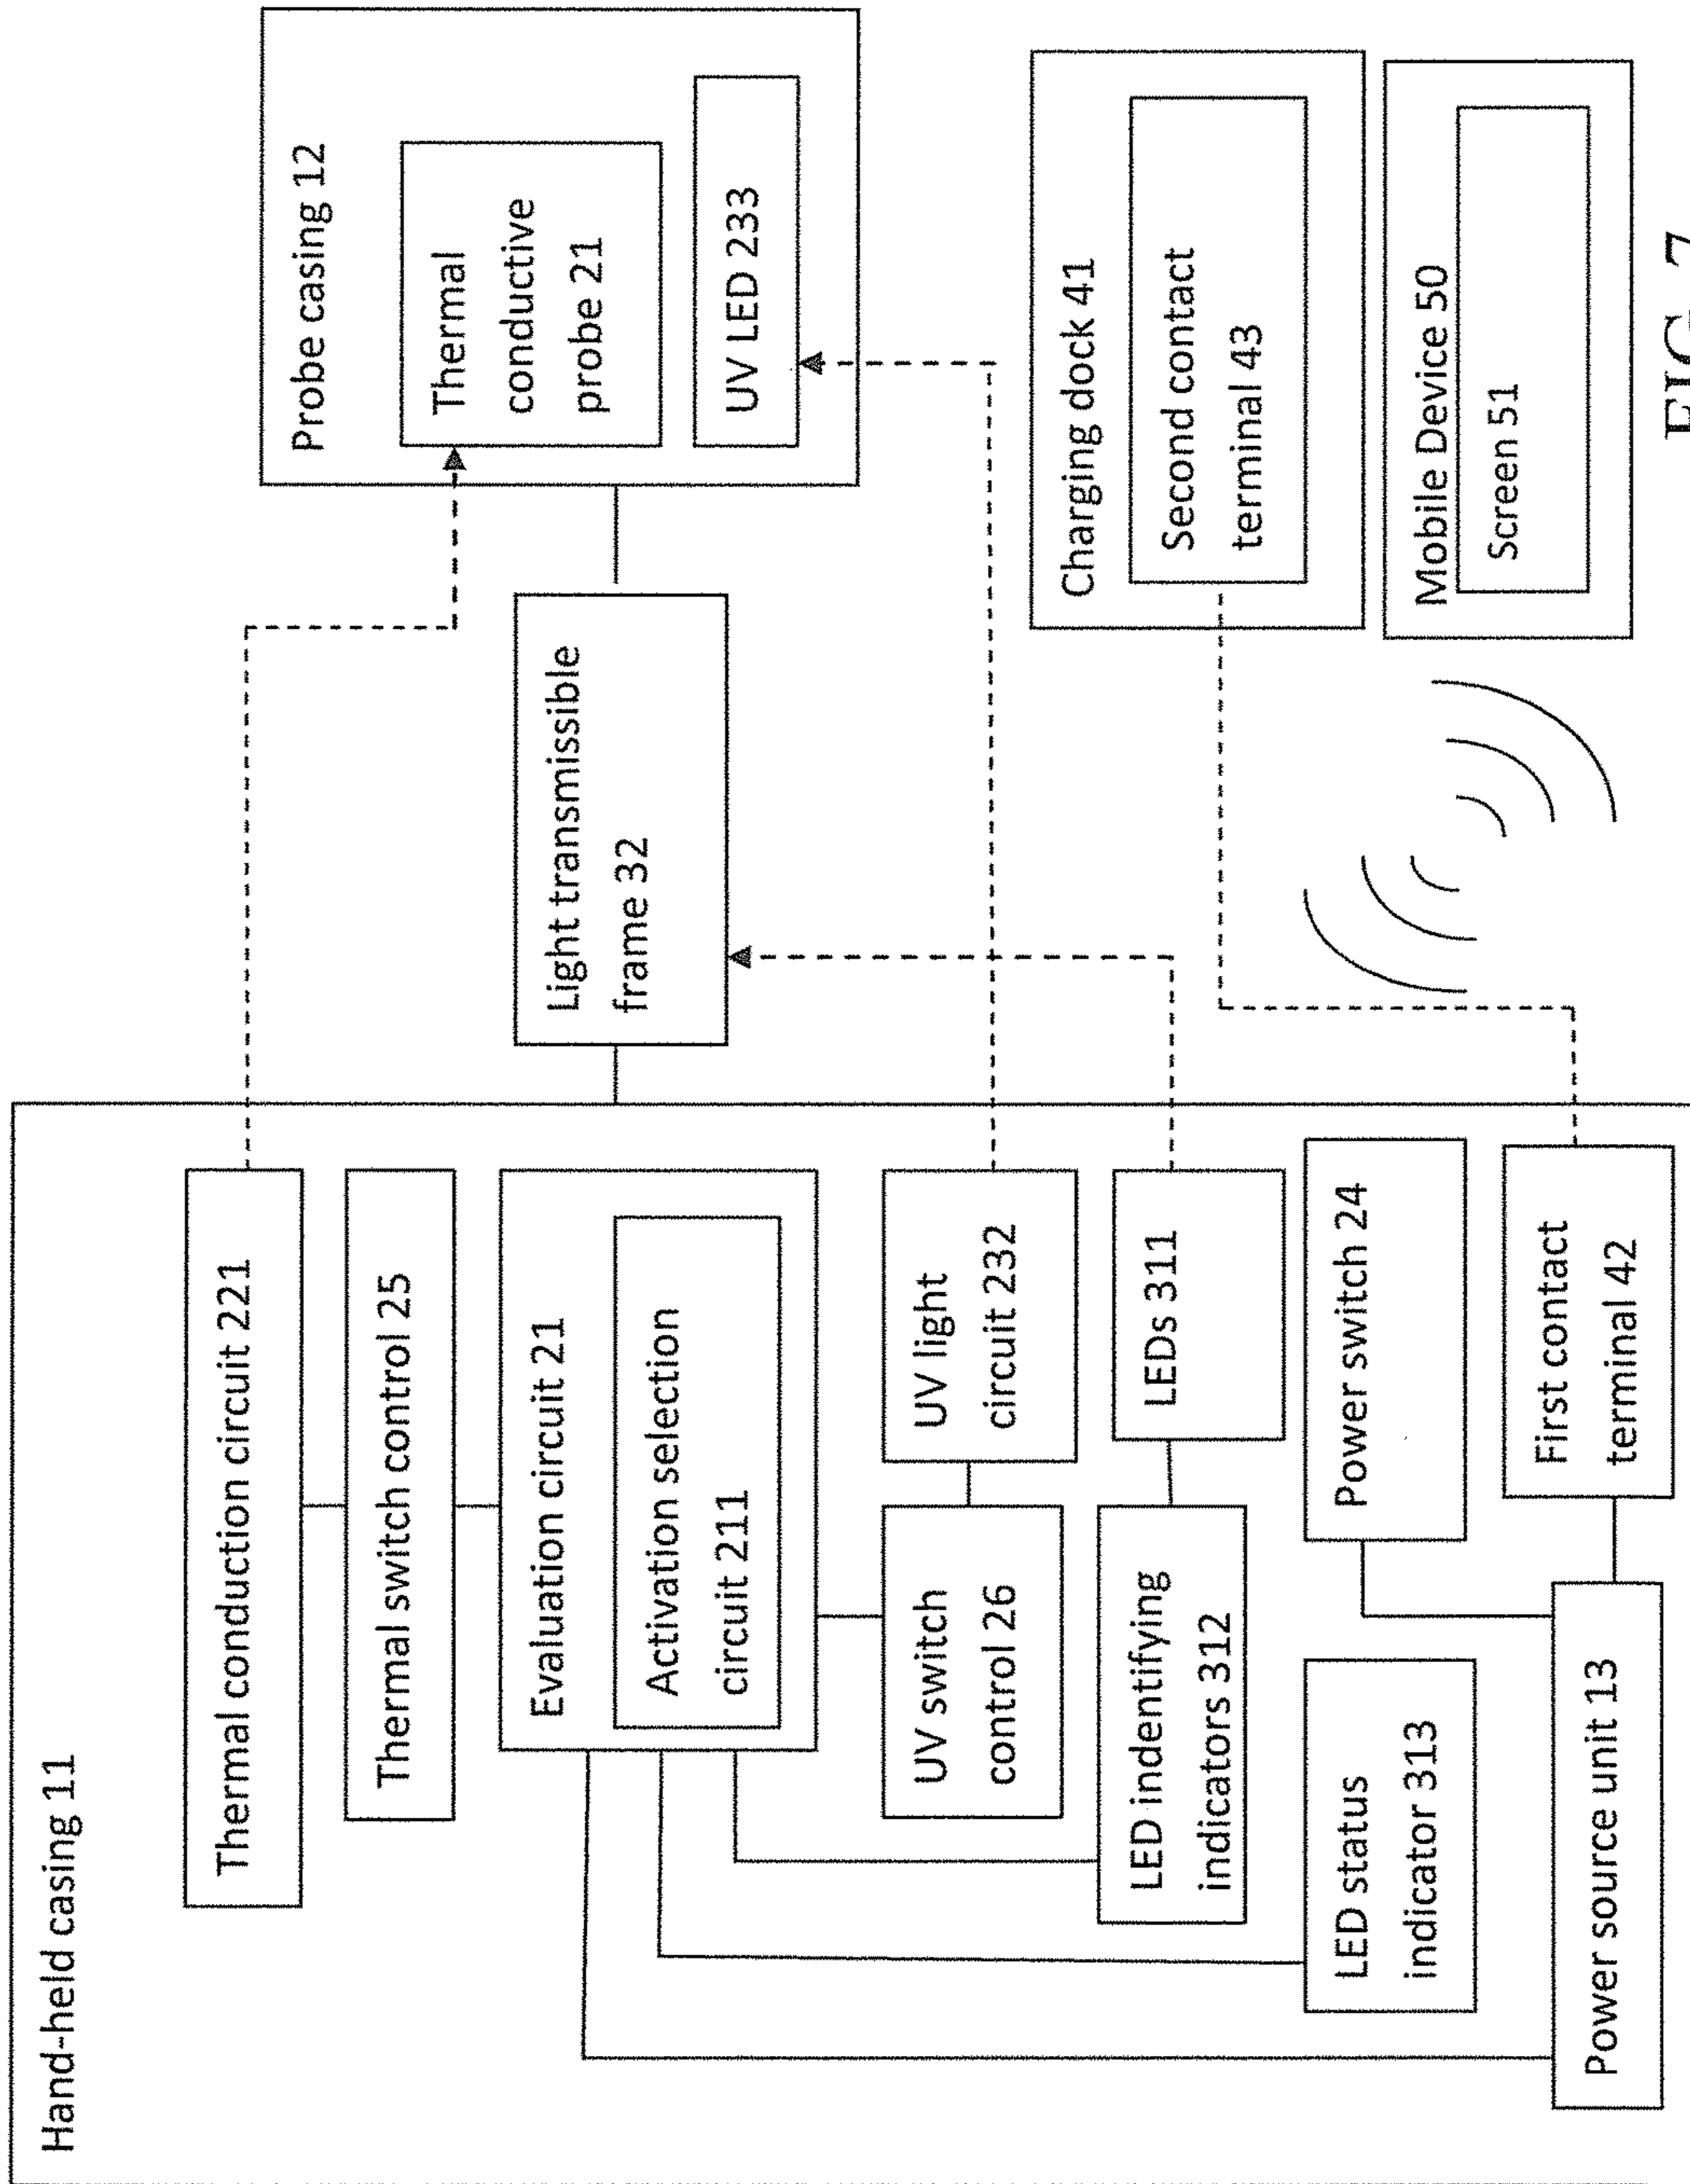 Hand-held casing 11
Thermal conduction circuit 221
Thermal switch control 25
Evaluation circuit 21
Activation selection
circuit 211
UV switch
control 26
UV light
circuit 232
LED indentifying
indicators 312
LEDs 311
LED status
indicator 313
Power switch 24
Power source unit 13
First contact
terminal 42
Light transmissible
frame 32
Probe casing 12
Thermal
conductive
probe 21
UV LED 233
Charging dock 41
Second contact
terminal 43
Mobile Device 50
Screen 51
FIG. 7